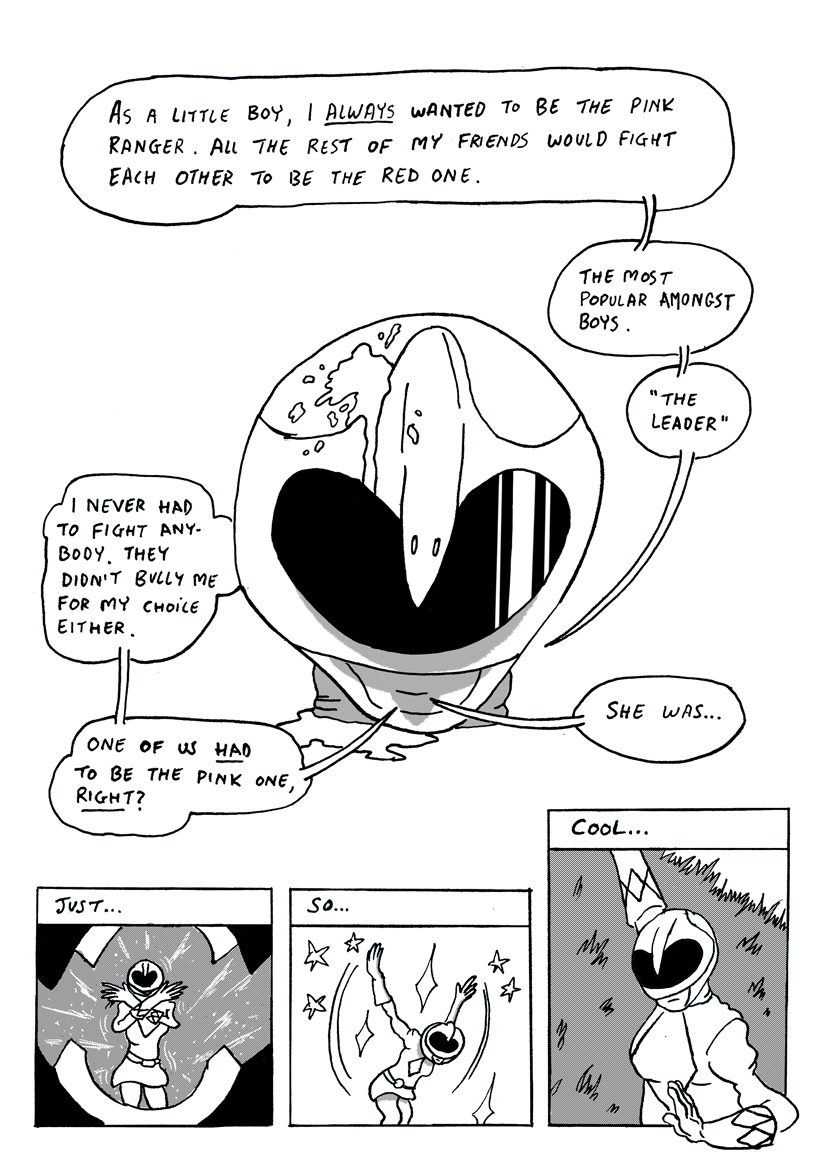 AS A LITTLE BOY, I ALWAYS WANTED TO BE THE PINK
RANGER. ALL THE REST OF MY FRIENDS WOULD FIGHT
EACH OTHER TO BE THE RED ONE.
THE MOST
POPULAR AMONGST
BOYS.
"THE
LEADER"
I NEVER HAD
TO FIGHT ANY-
BODY. THEY
DIDN'T BULLY ME
FOR MY CHOICE
EITHER.
ONE OF US HAD
TO BE THE PINK ONE,
RIGHT?
SHE WAS...
JUST...
SO...
COOL...